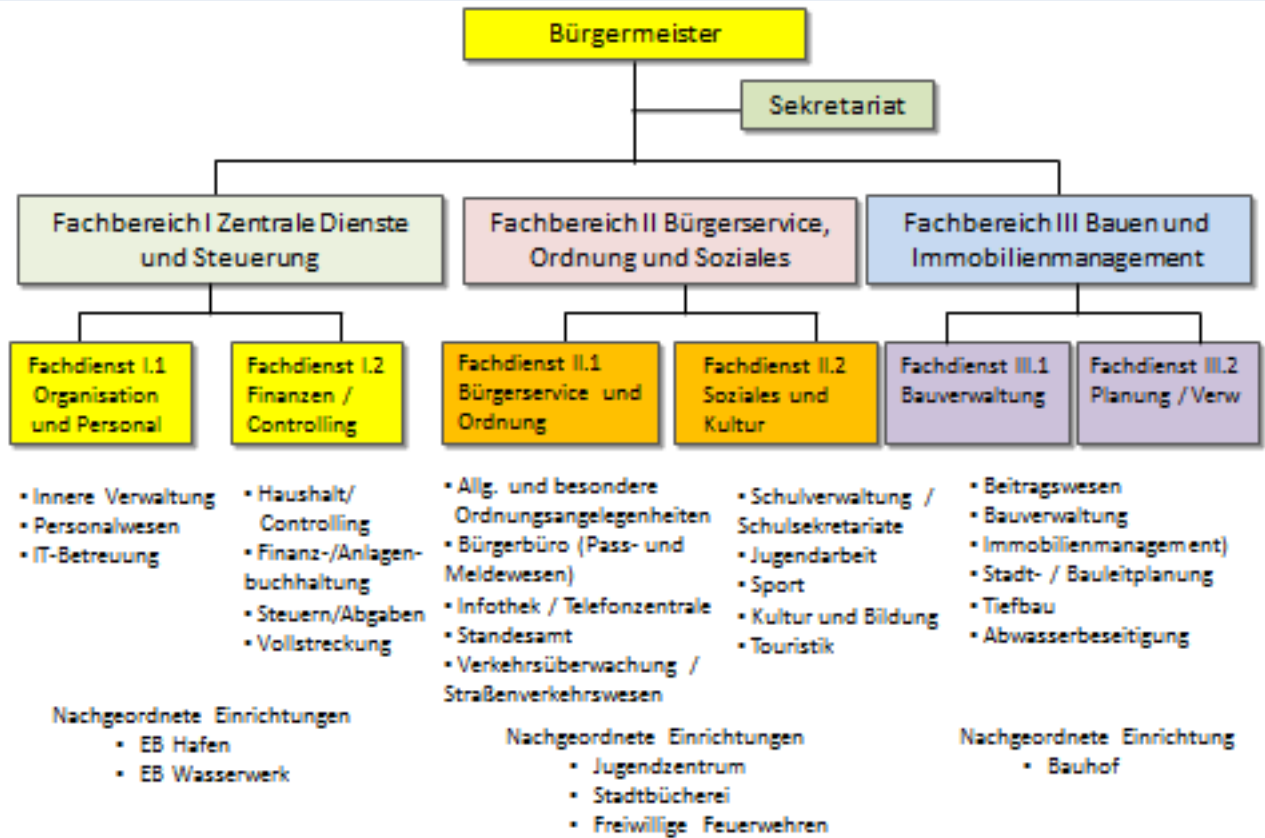 Bürgermeister
Sekretariat
Fachbereich I Zentrale Dienste
und Steuerung
Fachbereich II Bürgerservice,
Ordnung und Soziales
Fachbereich III Bauen und
Immobilienmanagement
Fachdienst I.1
Organisation
und Personal
Fachdienst I.2
Finanzen /
Controlling
Fachdienst II.1
Bürgerservice und
Ordnung
Fachdienst II.2
Soziales und
Kultur
Fachdienst III.1
Bauverwaltung
Fachdienst III.2
Planung / Verw
▪ Innere Verwaltung
▪ Personalwesen
▪ IT-Betreuung
▪ Haushalt/
Controlling
▪ Finanz-/Anlagen-
buchhaltung
▪ Steuern/Abgaben
▪ Vollstreckung
▪ Allg. und besondere
Ordnungsangelegenheiten
▪ Bürgerbüro (Pass- und
Meldewesen)
▪ Infothek / Telefonzentrale
▪ Standesamt
▪ Verkehrsüberwachung /
Straßenverkehrswesen
▪ Schulverwaltung /
Schulsekretariate
▪ Jugendarbeit
▪ Sport
▪ Kultur und Bildung
▪ Touristik
▪ Beitragswesen
▪ Bauverwaltung
▪ Immobilienmanagement)
▪ Stadt- / Bauleitplanung
▪ Tiefbau
▪ Abwasserbeseitigung
Nachgeordnete Einrichtungen
▪ EB Hafen
▪ EB Wasserwerk
Nachgeordnete Einrichtungen
▪ Jugendzentrum
▪ Stadtbücherei
▪ Freiwillige Feuerwehren
Nachgeordnete Einrichtung
▪ Bauhof